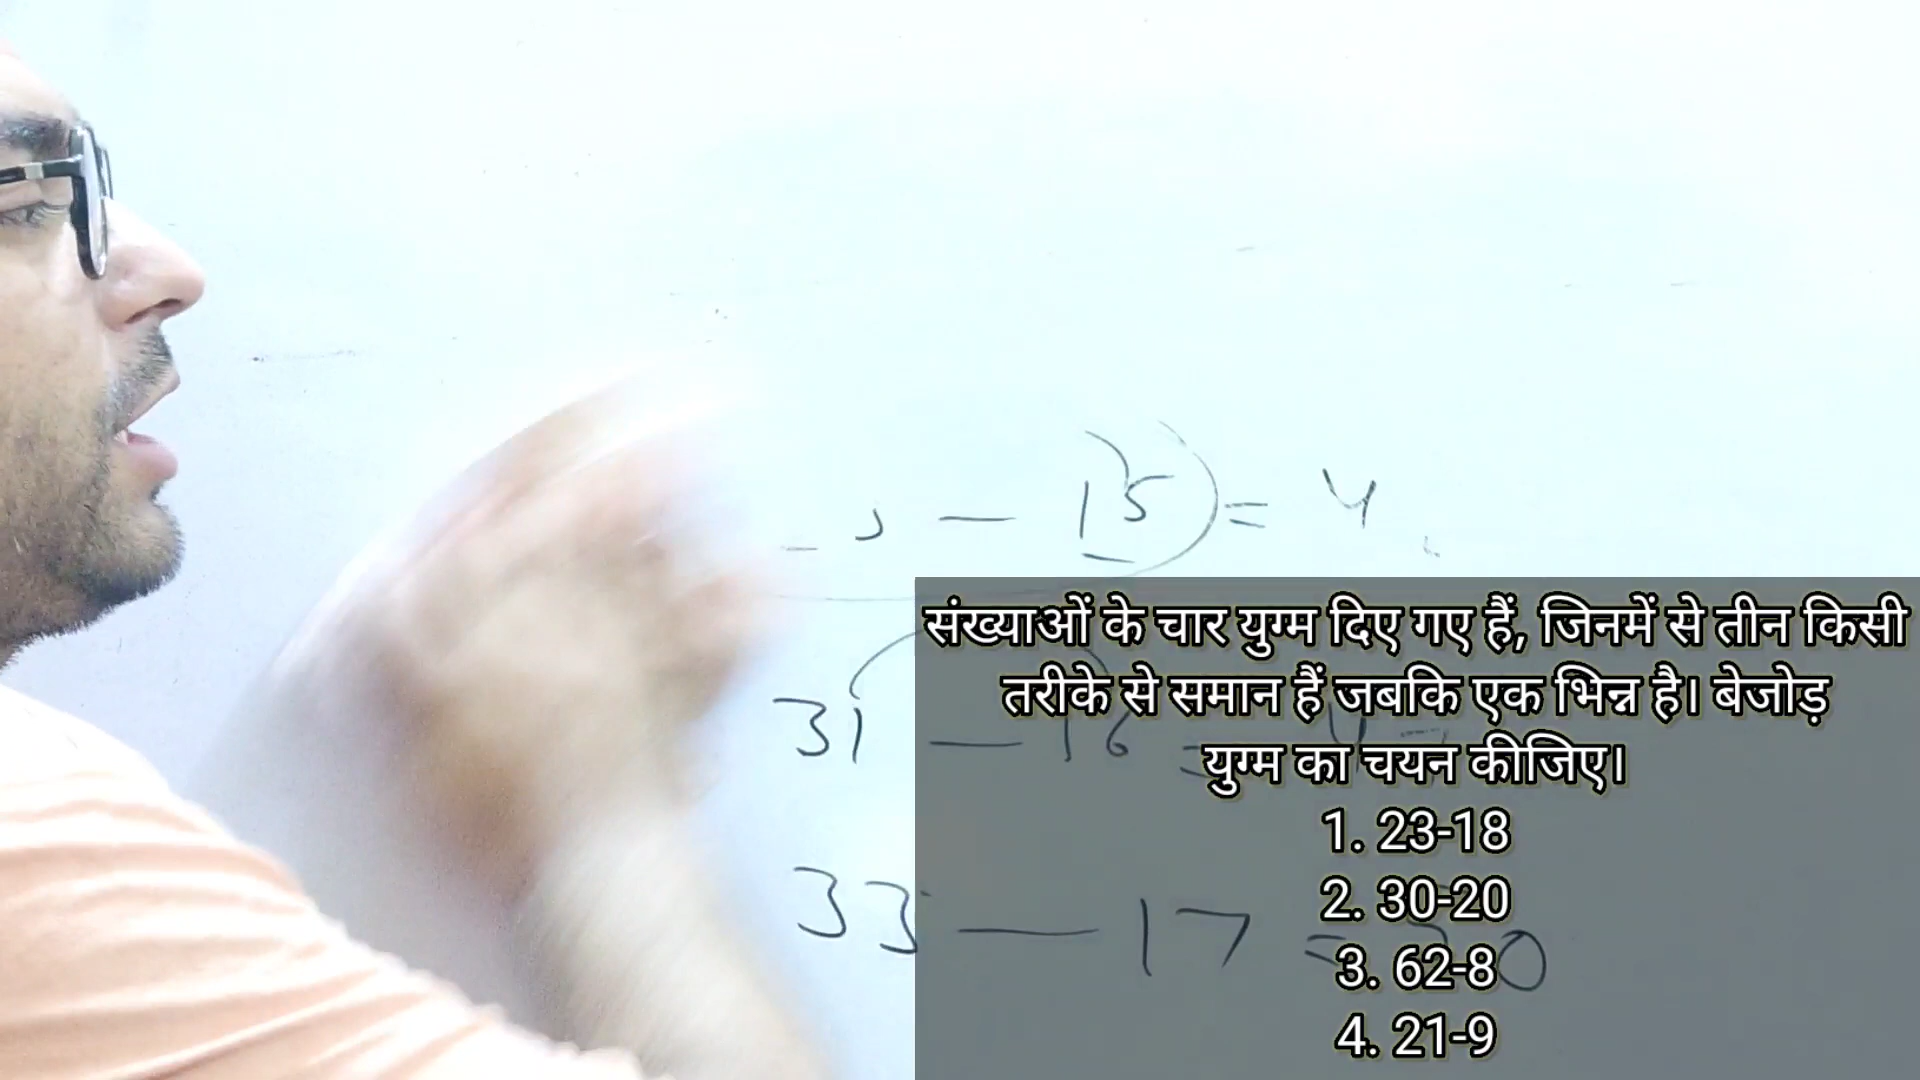 15) = 4
संख्याओं के चार युग्म दिए गए हैं, जिनमें से तीन किसी
तरीके से समान हैं जबकि एक भिन्न है। बेजोड़
युग्म का चयन कीजिए।
1. 23-18
2. 30-20
3. 62-8
4. 21-9
31 — 16 = 4
33 — 17 =